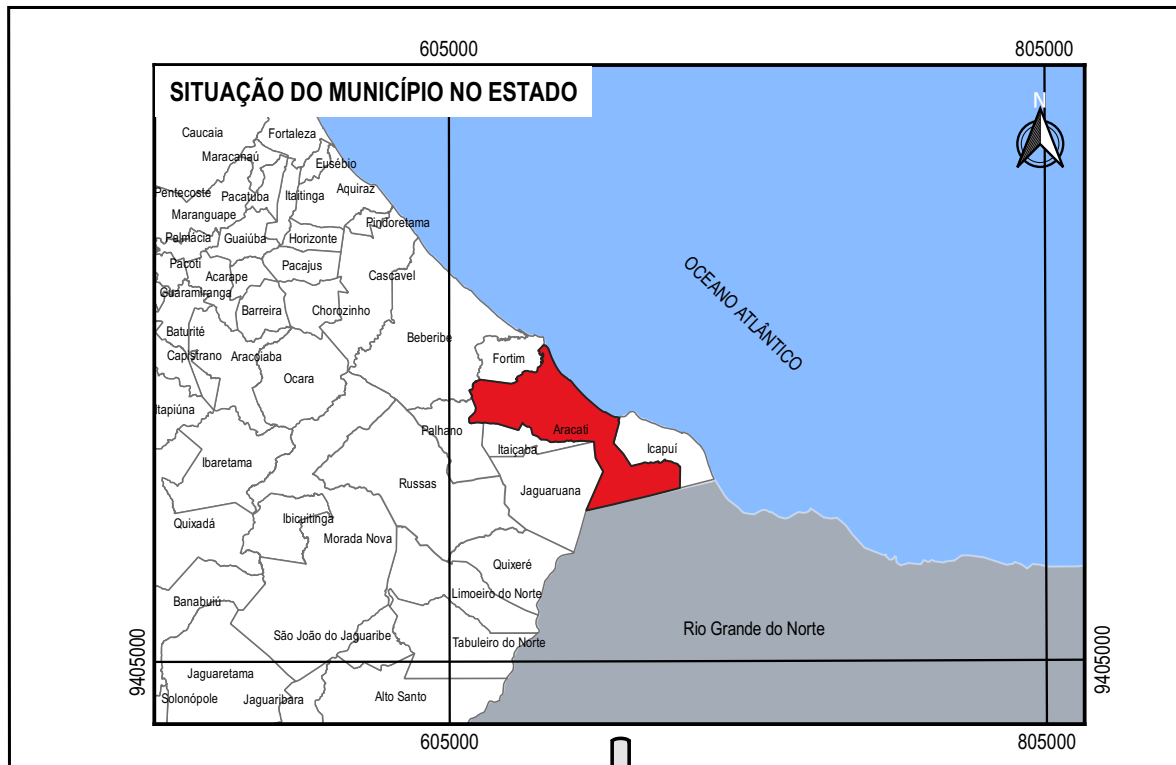 605000
805000
SITUAÇÃO DO MUNICÍPIO NO ESTADO
N
Caucaia
Fortaleza
Maracanaú
Eusébio
Pentecoste
Pacatuba
Itaitinga
Aquiraz
Maranguape
Pindoretama
Palmácia
Guaiúba
Horizonte
Pacoti
Acarape
Pacajus
Cascavel
Guaramiranga
Barreira
Chorozinho
OCEANO ATLÂNTICO
Baturité
Capistrano
Aracoiaba
Beberibe
Fortim
Ocara
Itapiúna
Palhano
Aracati
Itaiçaba
Icapuí
Ibaretama
Russas
Jaguaruana
Quixadá
Ibicuitinga
Morada Nova
Quixeré
Banabuiú
Limoeiro do Norte
São João do Jaguaribe
Tabuleiro do Norte
Rio Grande do Norte
9405000
9405000
Jaguaretama
Solonópole
Jaguaribara
Alto Santo
605000
805000